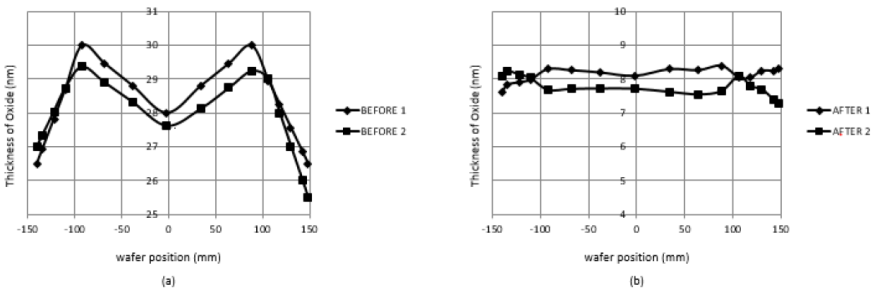 Thickness of Oxide (nm)
31
30
29
28
27
26
25
-150 -100 -50 0 50 100 150
wafer position (mm)
(a)
BEFORE 1
BEFORE 2
Thickness of Oxide (nm)
10
9
8
7
6
5
4
-150 -100 -50 0 50 100 150
wafer position (mm)
(b)
AFTER 1
AFTER 2